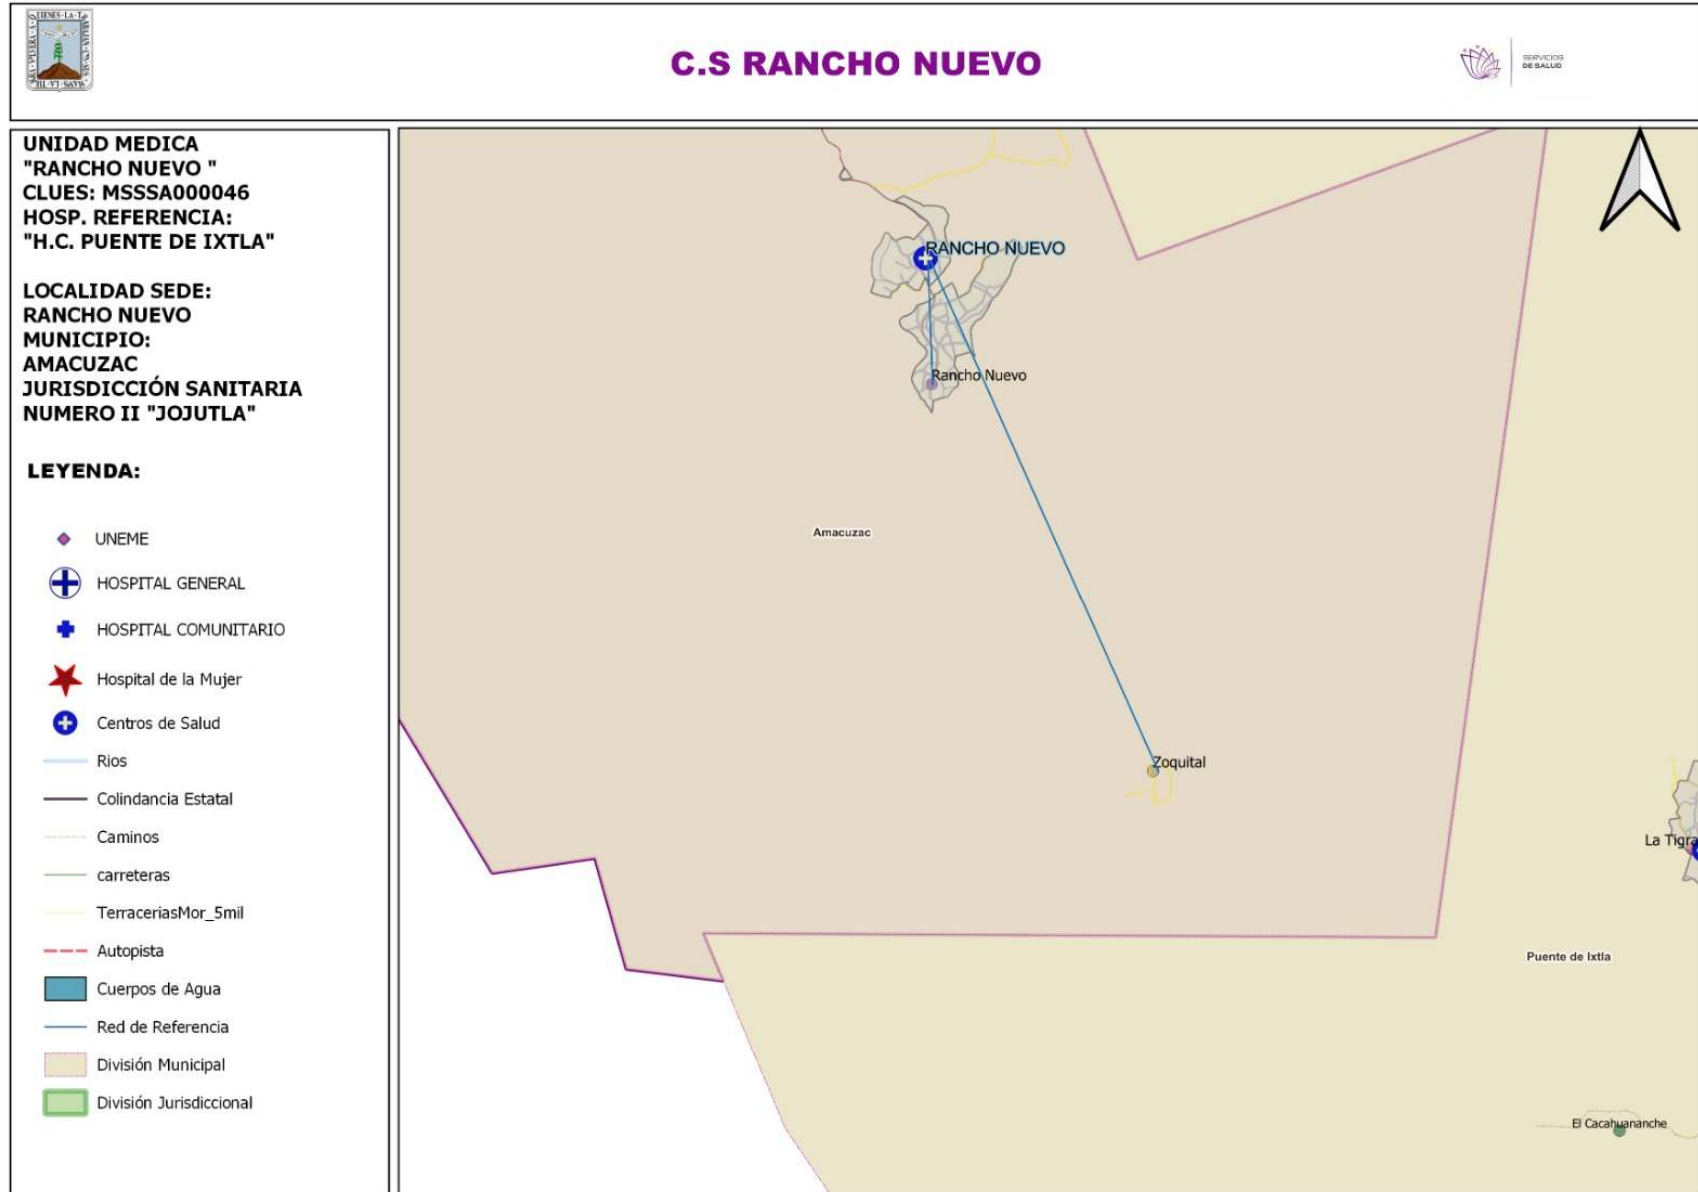 C.S RANCHO NUEVO
SERVICIOS
DE SALUD
UNIDAD MEDICA
"RANCHO NUEVO "
CLUES: MSSSA000046
HOSP. REFERENCIA:
"H.C. PUENTE DE IXTLA"
LOCALIDAD SEDE:
RANCHO NUEVO
MUNICIPIO:
AMACUZAC
JURISDICCIÓN SANITARIA
NUMERO II "JOJUTLA"
LEYENDA:
UNEME
HOSPITAL GENERAL
HOSPITAL COMUNITARIO
Hospital de la Mujer
Centros de Salud
Rios
Colindancia Estatal
Caminos
carreteras
TerraceriasMor_5mil
Autopista
Cuerpos de Agua
Red de Referencia
División Municipal
División Jurisdiccional
RANCHO NUEVO
Rancho Nuevo
Amacuzac
Zoquital
La Tigra
Puente de Ixtla
El Cacahuananche